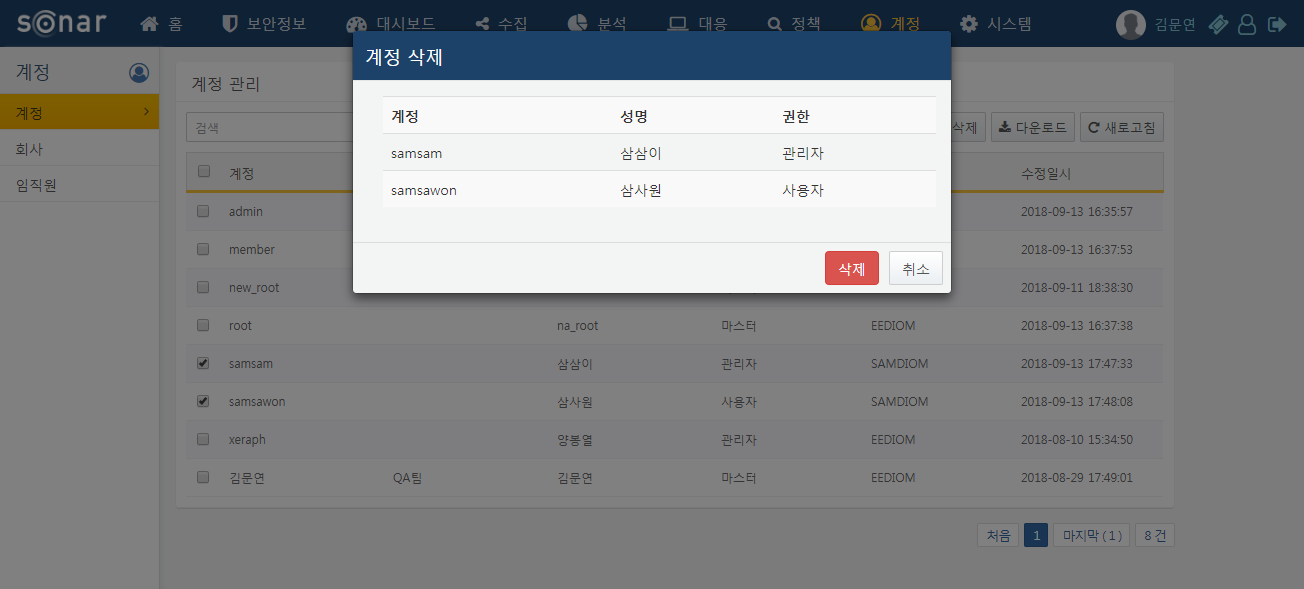 sonar 홈 보안정보 대시보드 수집 분석 대응 정책 계정 시스템 김문연
계정
계정
회사
임직원
계정 관리
검색
삭제 다운로드 새로고침
계정 수정일시
admin 2018-09-13 16:35:57
member 2018-09-13 16:37:53
new_root 2018-09-11 18:38:30
root na_root 마스터 EEDIOM 2018-09-13 16:37:38
samsam 삼삼이 관리자 SAMDIOM 2018-09-13 17:47:33
samsawon 삼사원 사용자 SAMDIOM 2018-09-13 17:48:08
xeraph 양봉열 관리자 EEDIOM 2018-08-10 15:34:50
김문연 QA팀 김문연 마스터 EEDIOM 2018-08-29 17:49:01
처음 1 마지막 ( 1 ) 8 건
계정 삭제
계정 성명 권한
samsam 삼삼이 관리자
samsawon 삼사원 사용자
삭제 취소